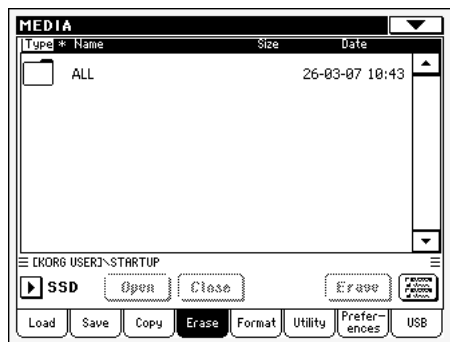 MEDIA
Type * Name Size Date
ALL 26-03-07 10:43
[KORG USER]\STARTUP
SSD Open Close Erase
Load Save Copy Erase Format Utility Prefer-ences USB